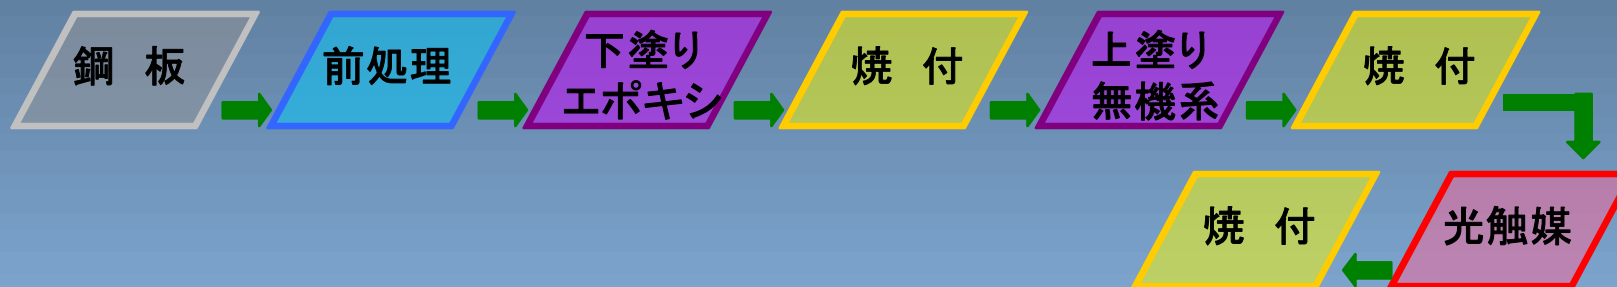 鋼 板
前処理
下塗り
エポキシ
焼 付
上塗り
無機系
焼 付
光触媒
焼 付